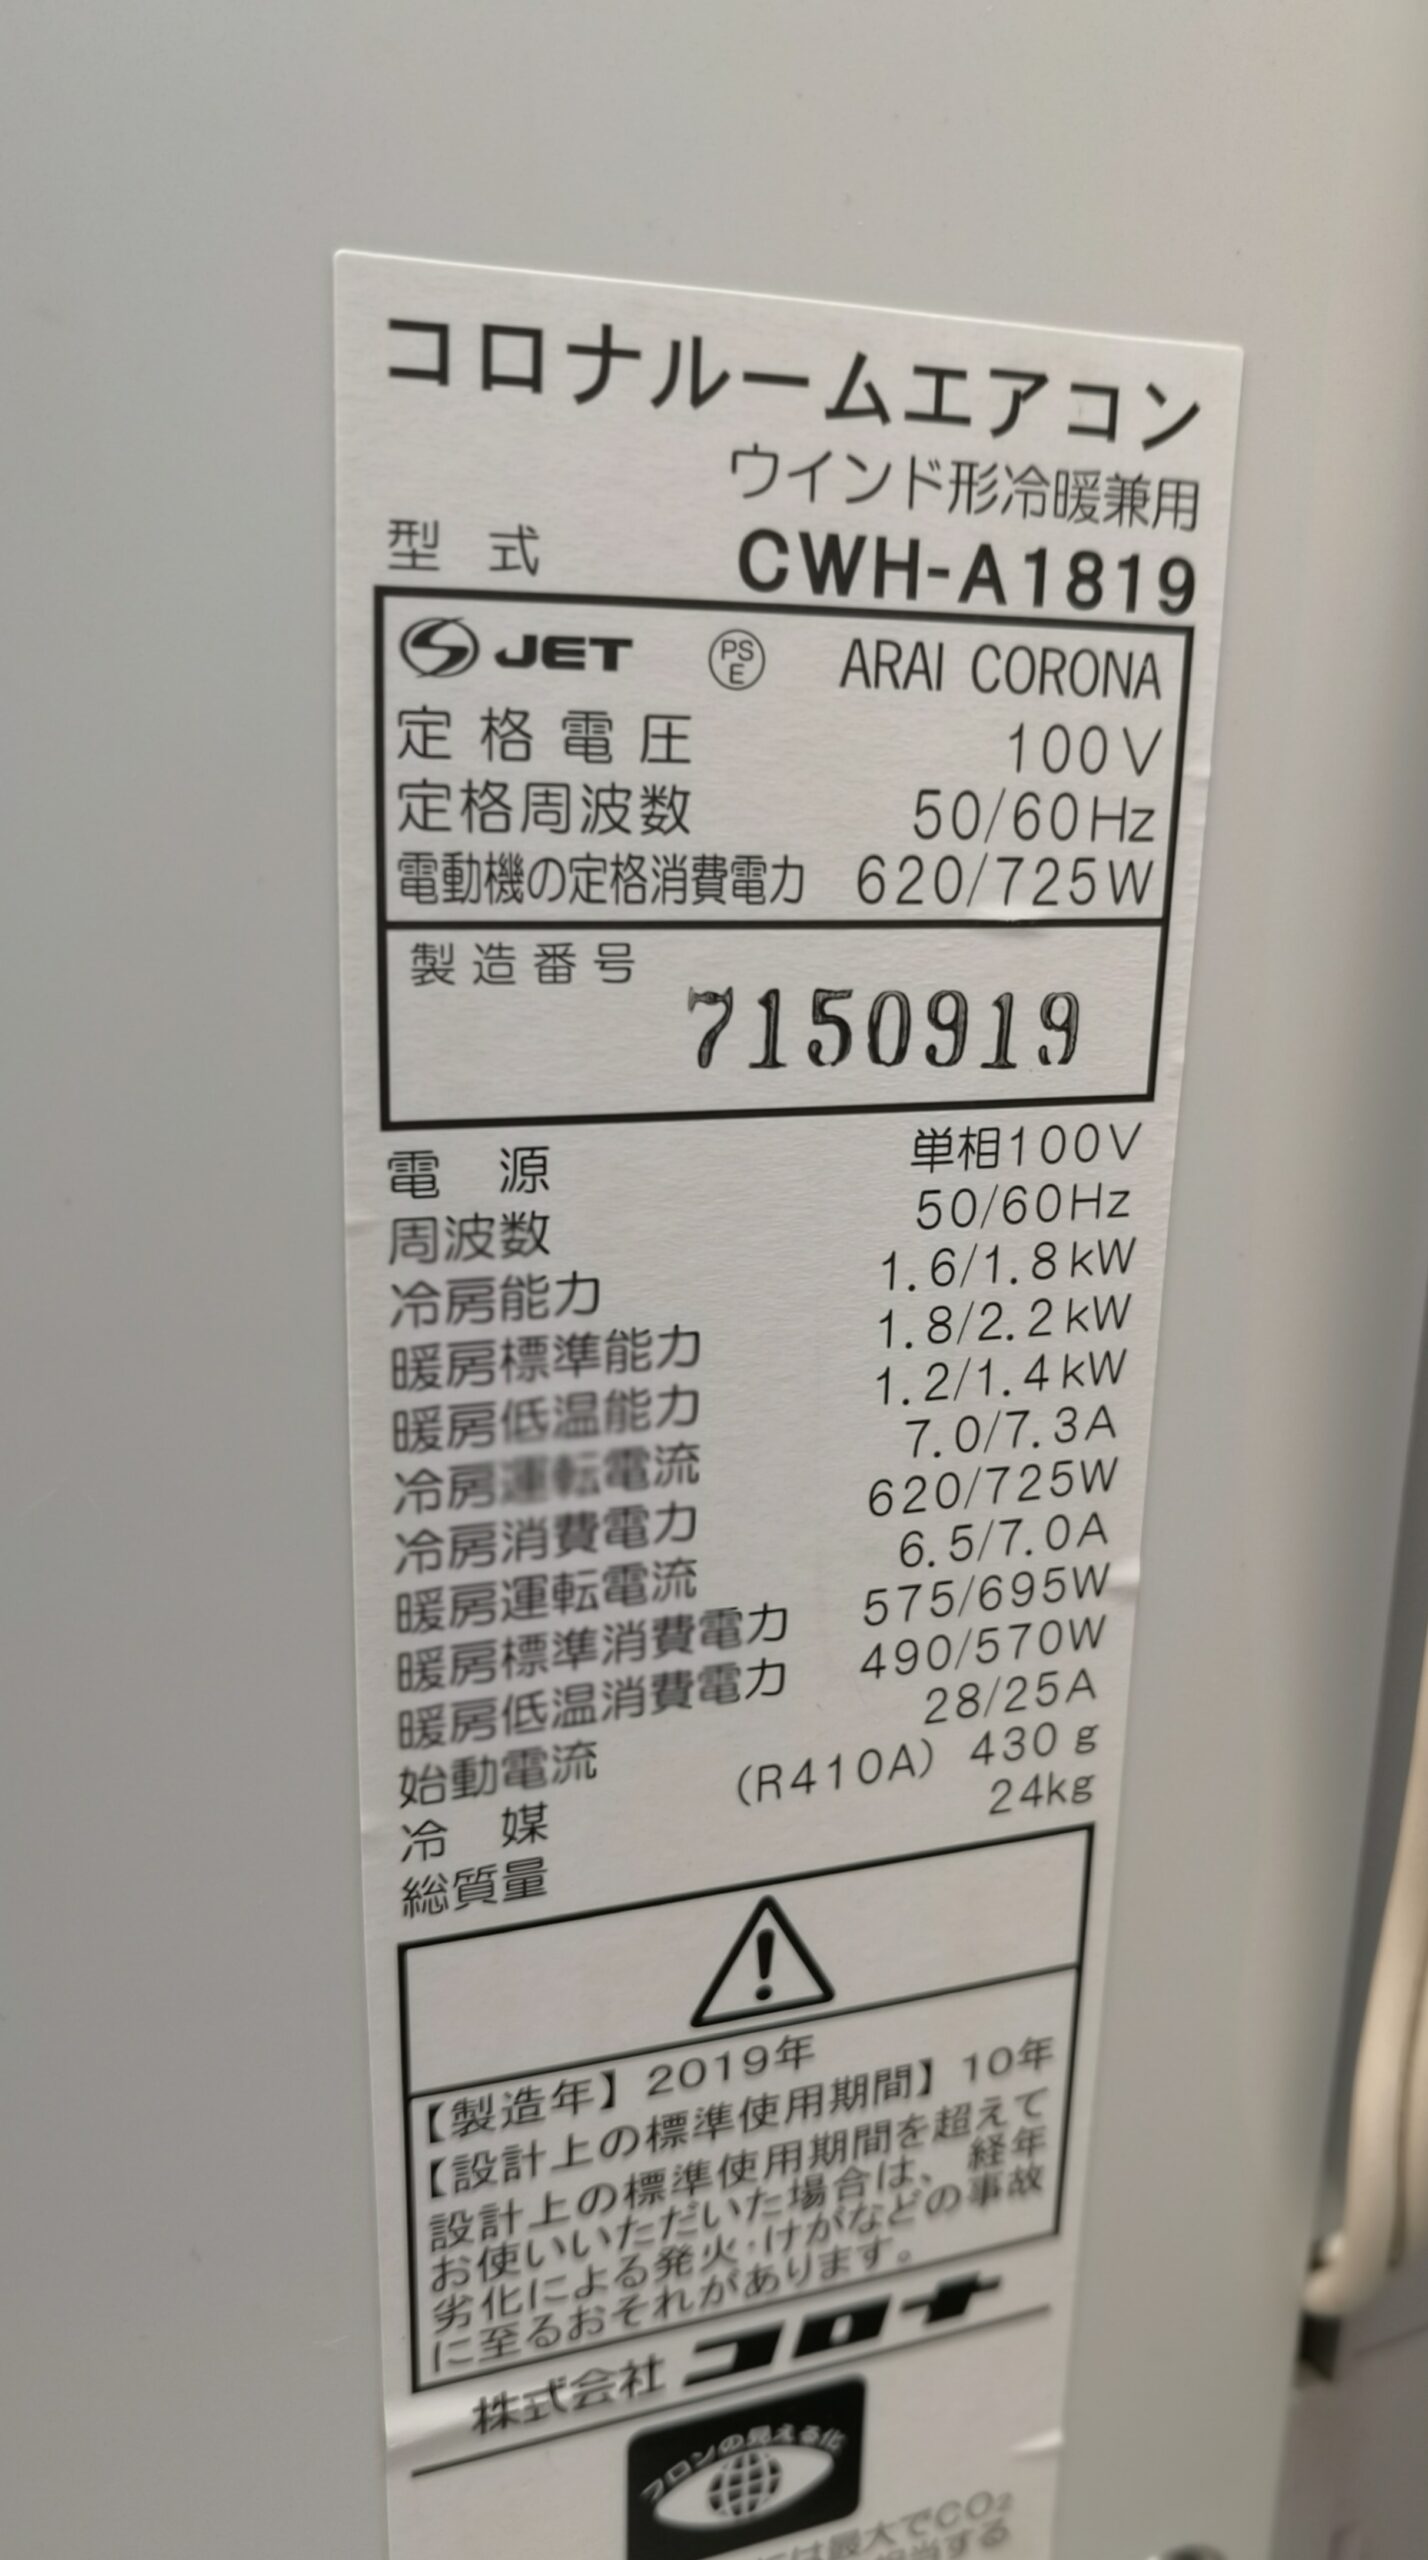 コロナルームエアコン
ウインド形冷暖兼用
型式 CWH-A1819
JET PSE ARAI CORONA
定格電圧 100V
定格周波数 50/60Hz
電動機の定格消費電力 620/725W
製造番号
7150919
電源 単相100V
周波数 50/60Hz
冷房能力 1.6/1.8kW
暖房標準能力 1.8/2.2kW
暖房低温能力 1.2/1.4kW
冷房運転電流 7.0/7.3A
冷房消費電力 620/725W
暖房運転電流 6.5/7.0A
暖房標準消費電力 575/695W
暖房低温消費電力 490/570W
始動電流 28/25A
冷媒 (R410A) 430g
総質量 24kg
【製造年】2019年
【設計上の標準使用期間】10年
設計上の標準使用期間を超えて
お使いいただいた場合は、経年
劣化による発火・けがなどの事故
に至るおそれがあります。
株式会社コロナ
フロンの見える化
は最大でCO2
相当する